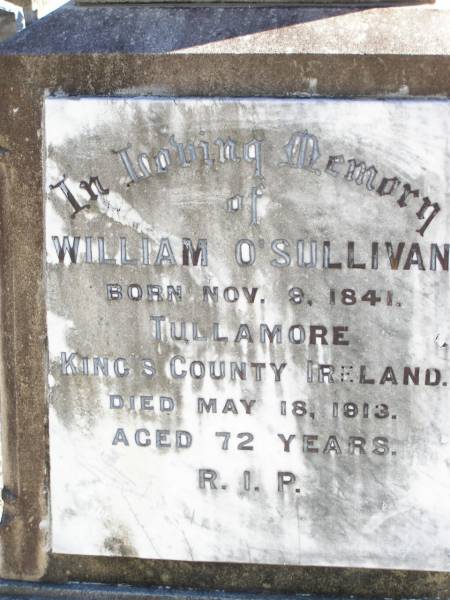 In Loving Memory
of
WILLIAM O'SULLIVAN
BORN NOV. 9, 1841.
TULLAMORE
KING'S COUNTY IRELAND.
DIED MAY 18, 1913.
AGED 72 YEARS.
R. I. P.